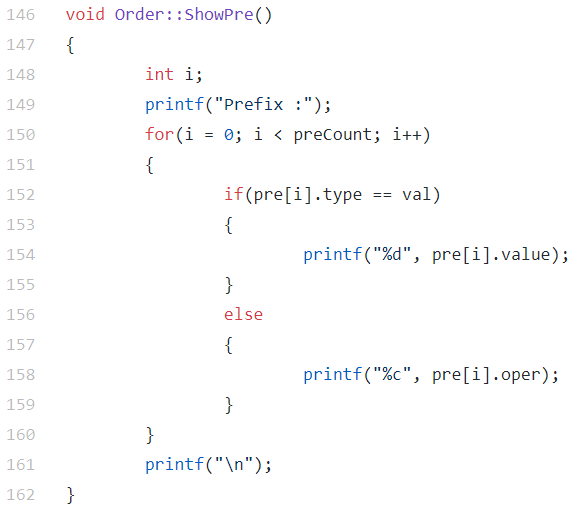 146 void Order::ShowPre()
147 {
148         int i;
149         printf("Prefix :");
150         for(i = 0; i < preCount; i++)
151         {
152                 if(pre[i].type == val)
153                 {
154                         printf("%d", pre[i].value);
155                 }
156                 else
157                 {
158                         printf("%c", pre[i].oper);
159                 }
160         }
161         printf("\n");
162 }